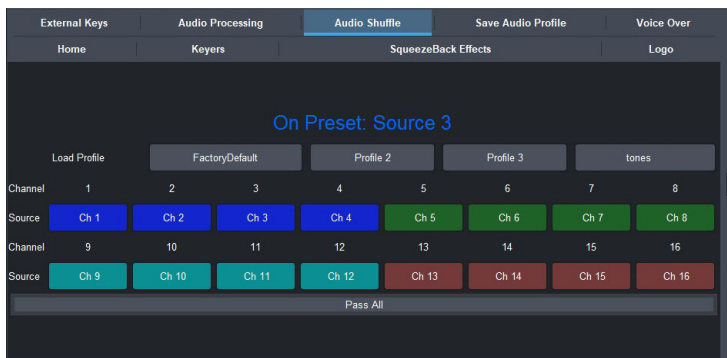 External Keys Audio Processing Audio Shuffle Save Audio Profile Voice Over
Home Keyers SqueezeBack Effects Logo
On Preset: Source 3
Load Profile FactoryDefault Profile 2 Profile 3 tones
Channel 1 2 3 4 5 6 7 8
Source Ch 1 Ch 2 Ch 3 Ch 4 Ch 5 Ch 6 Ch 7 Ch 8
Channel 9 10 11 12 13 14 15 16
Source Ch 9 Ch 10 Ch 11 Ch 12 Ch 13 Ch 14 Ch 15 Ch 16
Pass All